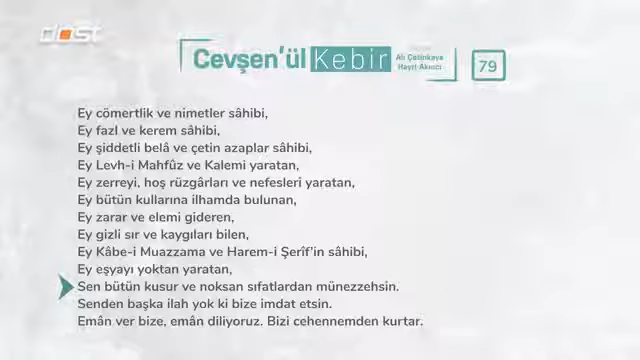 dost
Cevşen'ül Kebir
Ali Çetinkaya
Hayri Akıncı
79
Ey cömertlik ve nimetler sâhibi,
Ey fazl ve kerem sâhibi,
Ey şiddetli belâ ve çetin azaplar sâhibi,
Ey Levh-i Mahfûz ve Kalemi yaratan,
Ey zerreyi, hoş rüzgârları ve nefesleri yaratan,
Ey bütün kullarına ilhamda bulunan,
Ey zarar ve elemi gideren,
Ey gizli sır ve kaygıları bilen,
Ey Kâbe-i Muazzama ve Harem-i Şerîf'in sâhibi,
Ey eşyayı yoktan yaratan,
Sen bütün kusur ve noksan sıfatlardan münezzehsin.
Senden başka ilah yok ki bize imdat etsin.
Emân ver bize, emân diliyoruz. Bizi cehennemden kurtar.